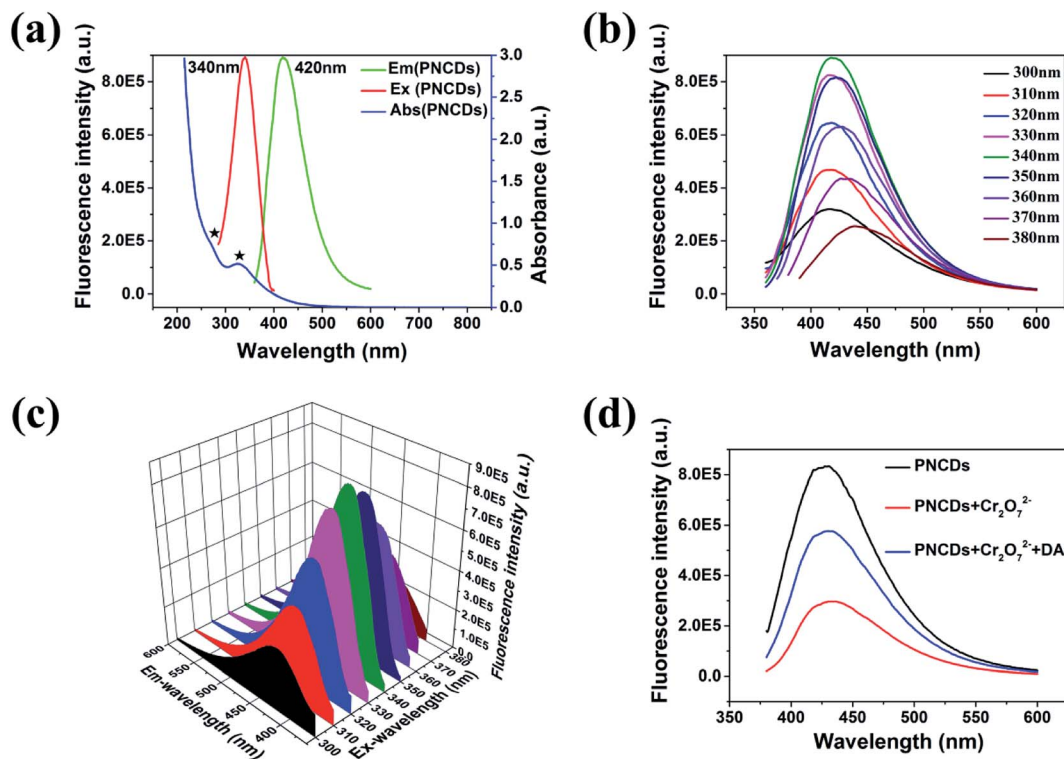 (a)
Fluorescence intensity (a.u.)
8.0E5
6.0E5
4.0E5
2.0E5
0.0
340nm
420nm
Em(PNCDs)
Ex (PNCDs)
Abs(PNCDs)
★
★
3.0
2.5
2.0
1.5
1.0
0.5
0.0
Absorbance (a.u.)
200 300 400 500 600 700 800
Wavelength (nm)
(b)
Fluorescence intensity (a.u.)
8.0E5
6.0E5
4.0E5
2.0E5
0.0
300nm
310nm
320nm
330nm
340nm
350nm
360nm
370nm
380nm
350 400 450 500 550 600
Wavelength (nm)
(c)
9.0E5
8.0E5
7.0E5
6.0E5
5.0E5
4.0E5
3.0E5
2.0E5
1.0E5
0.0
Fluorescence intensity (a.u.)
600 550 500 450 400
Em-wavelength (nm)
300 310 320 330 340 350 360 370 380
Ex-wavelength (nm)
(d)
Fluorescence intensity (a.u.)
8.0E5
6.0E5
4.0E5
2.0E5
0.0
PNCDs
PNCDs+Cr₂O₇²⁻
PNCDs+Cr₂O₇²⁻+DA
400 450 500 550 600
Wavelength (nm)